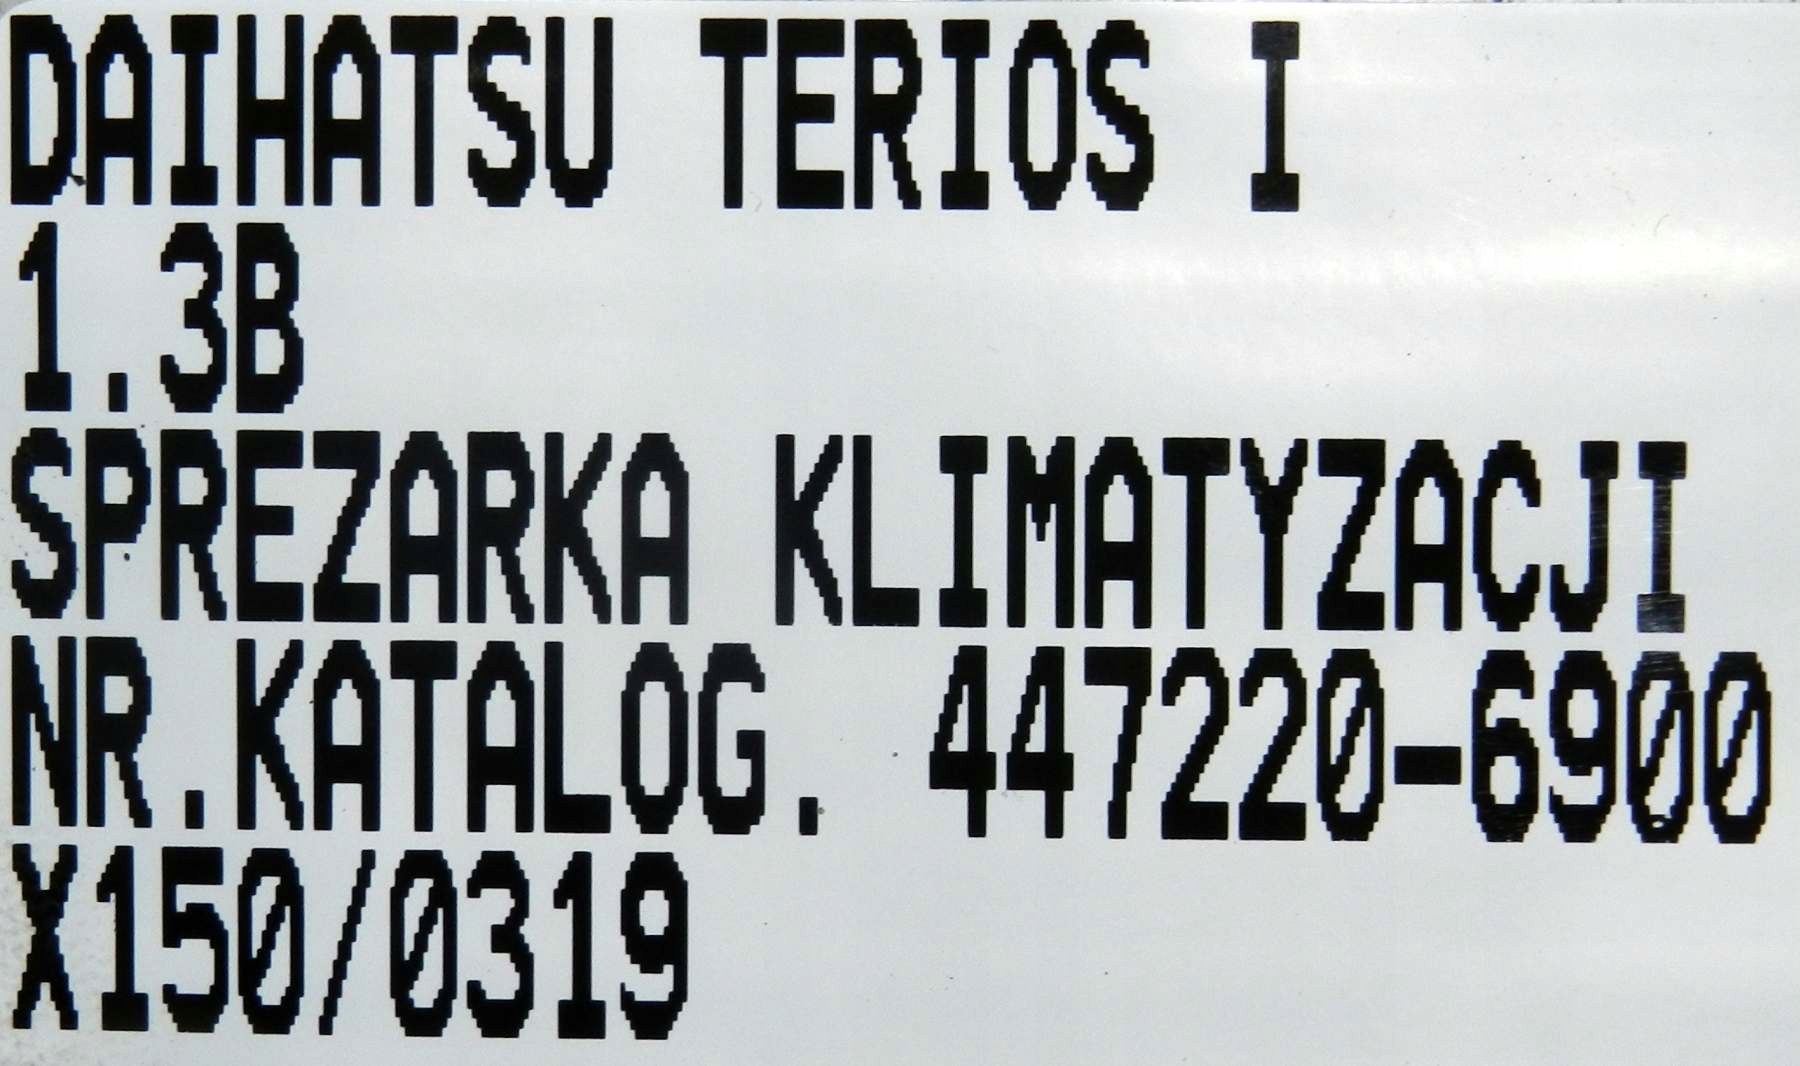 DAIHATSU TERIOS I
1.3B
SPREZARKA KLIMATYZACJI
NR.KATALOG. 447220-6900
X150/0319